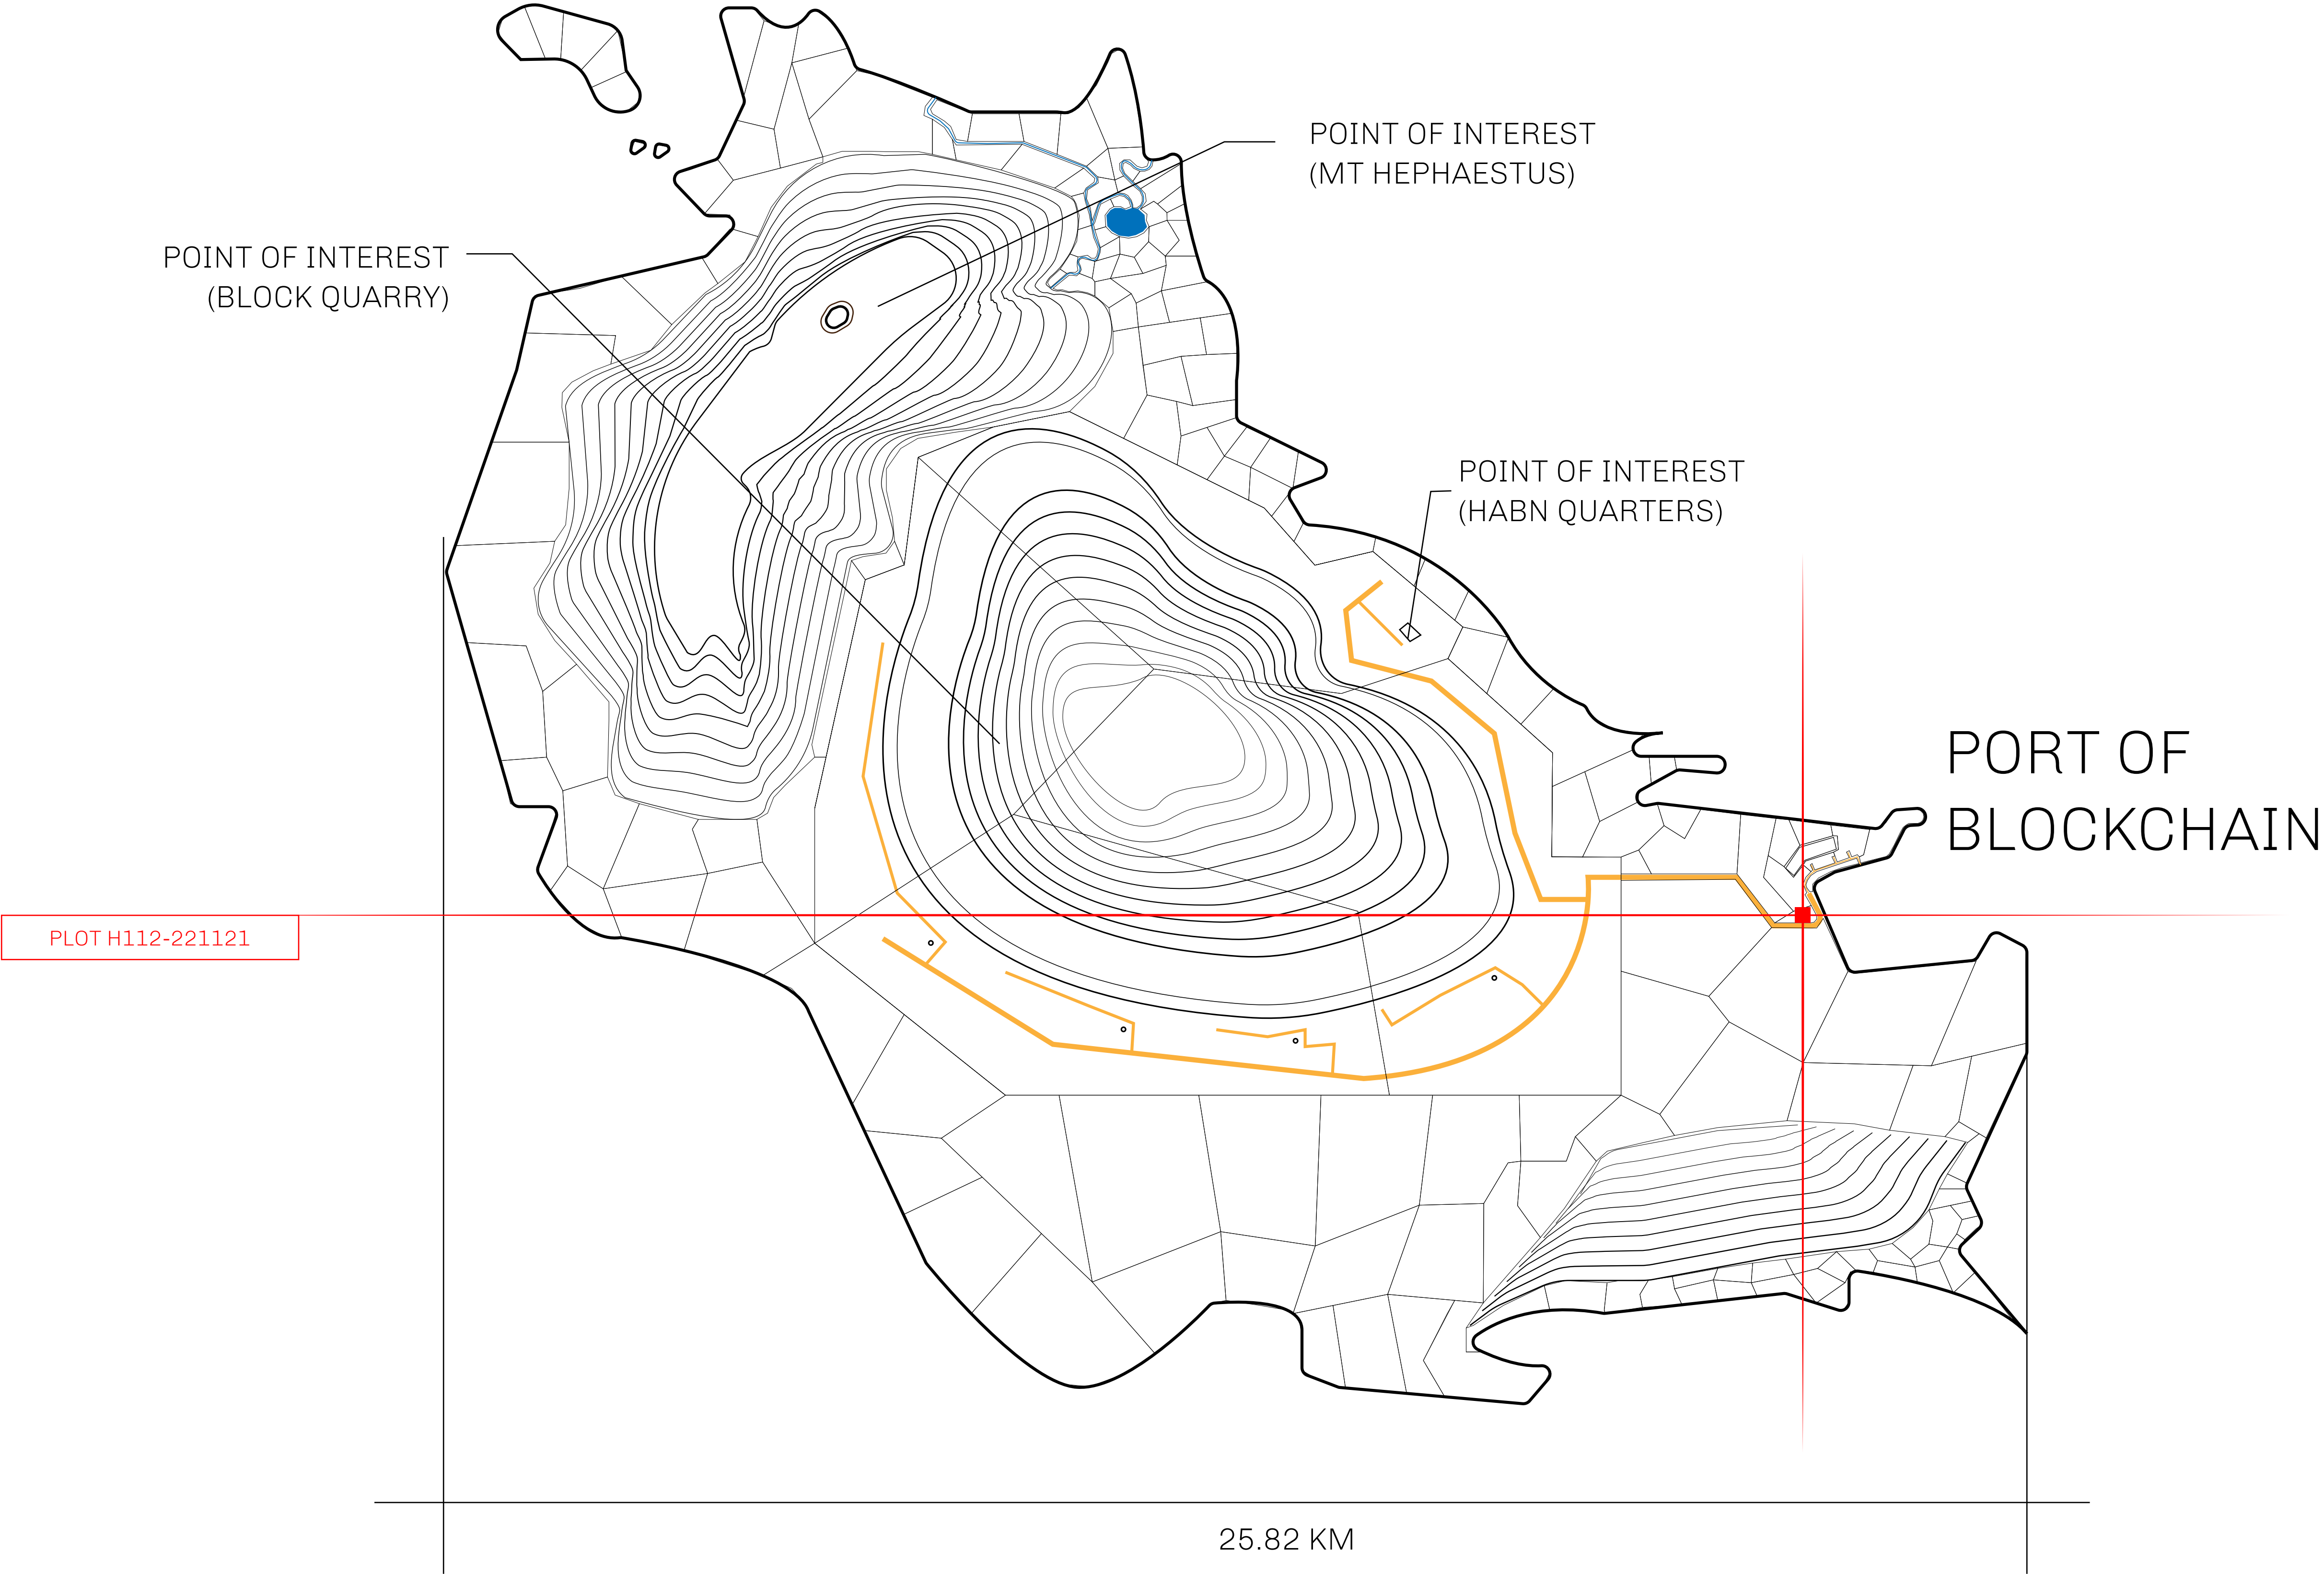 POINT OF INTEREST
(MT HEPHAESTUS)
POINT OF INTEREST
(BLOCK QUARRY)
POINT OF INTEREST
(HABN QUARTERS)
PORT OF
BLOCKCHAIN
PLOT H112-221121
25.82 KM